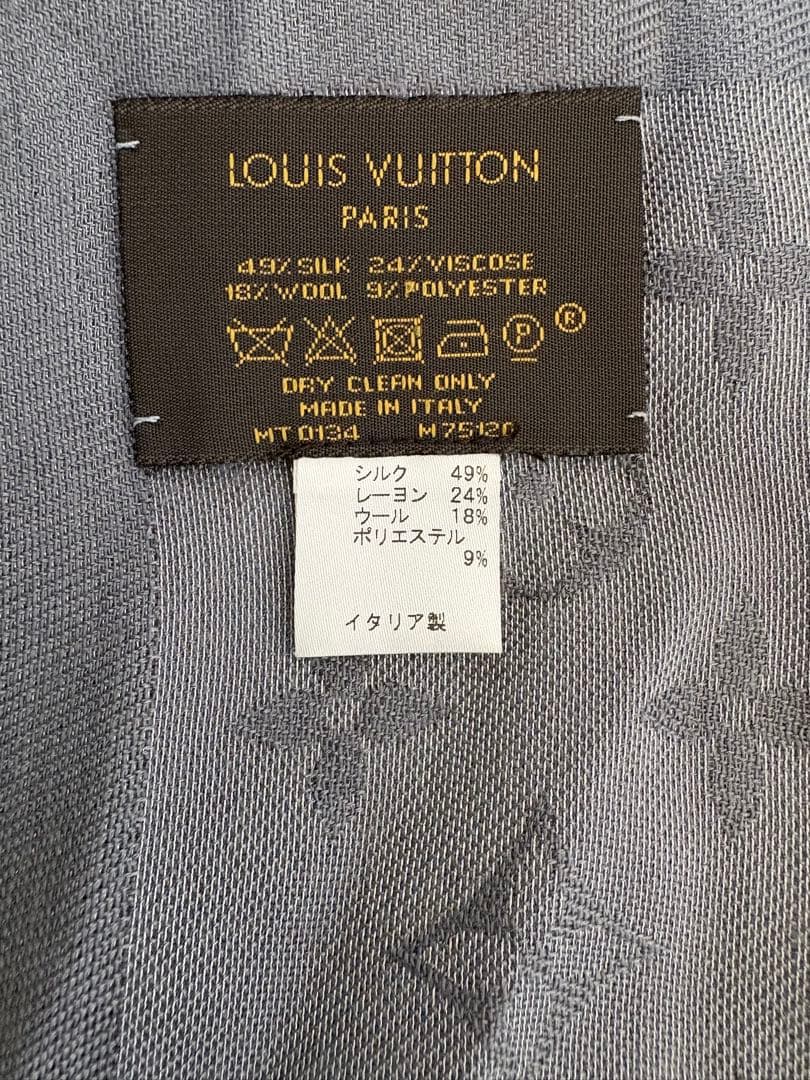 LOUIS VUITTON
PARIS
49% SILK 24% VISCOSE
18% WOOL 9% POLYESTER
P ®
DRY CLEAN ONLY
MADE IN ITALY
MT0134 M75120
シルク 49%
レーヨン 24%
ウール 18%
ポリエステル
9%
イタリア製